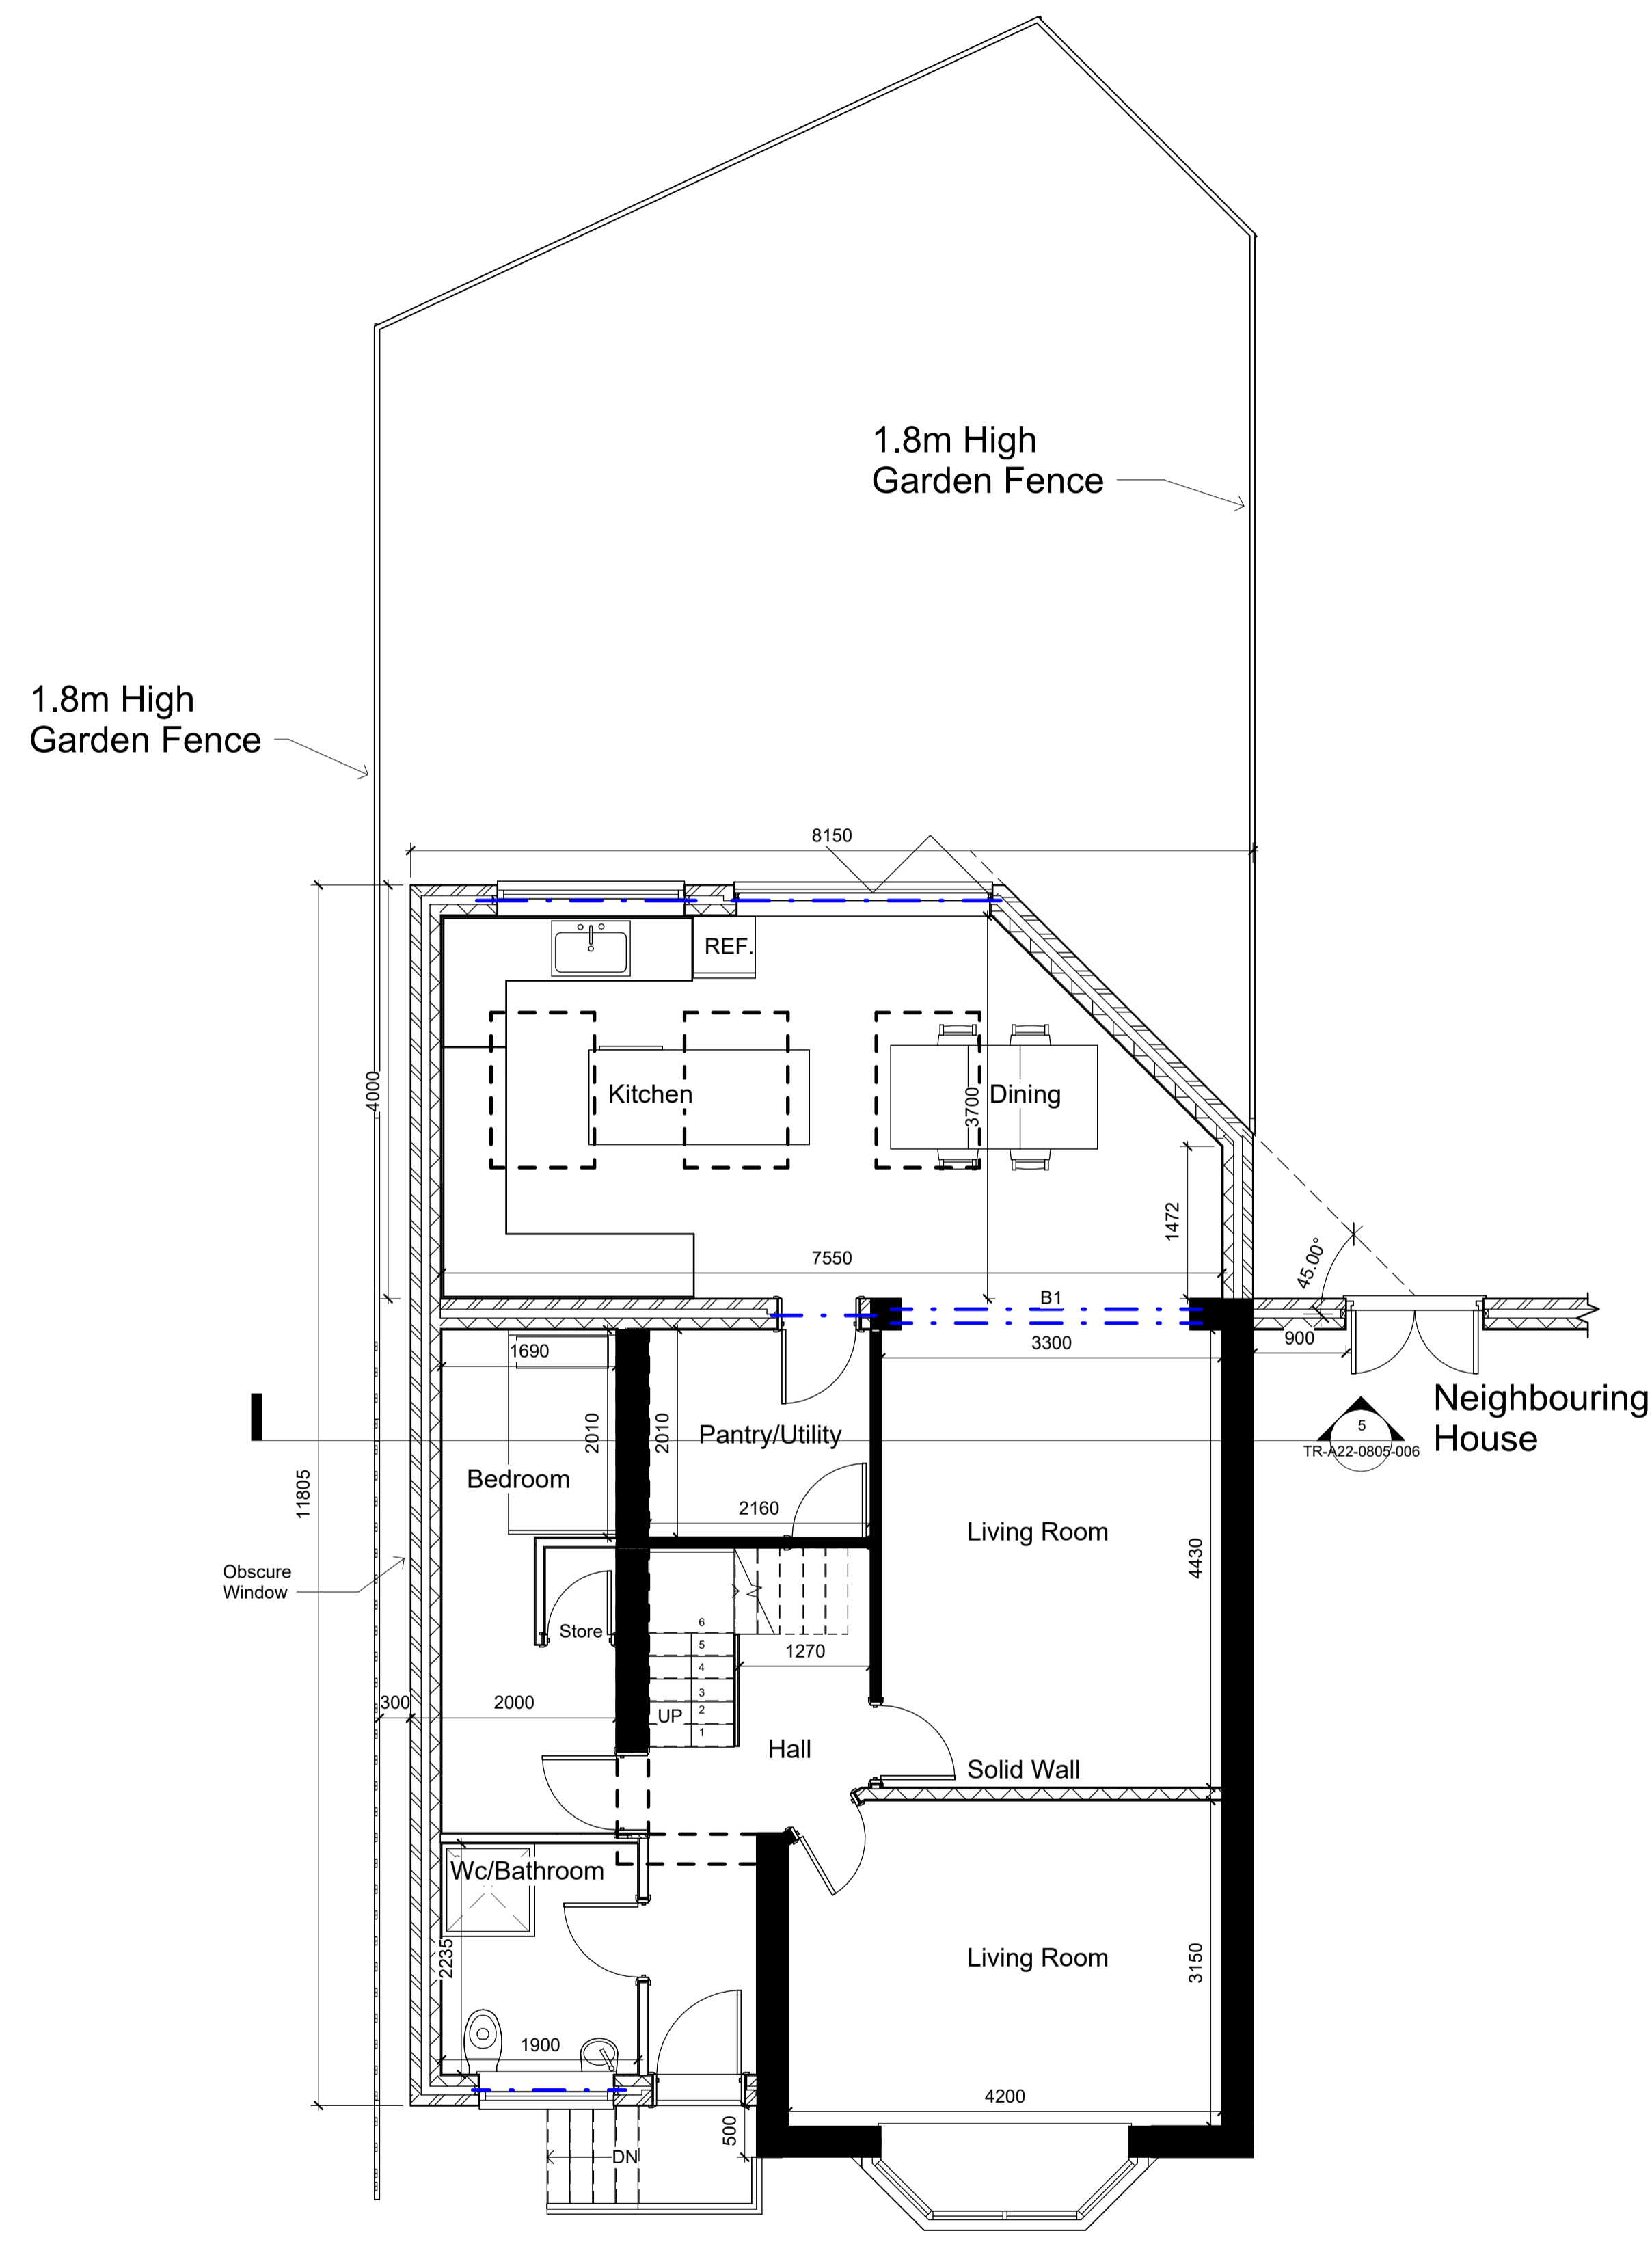 1.8m High
Garden Fence
1.8m High
Garden Fence
8150
REF.
4000
Kitchen
3700
Dining
1472
7550
45.00°
B1
900
3300
1690
2010
2010
Pantry/Utility
Neighbouring
House
5
TR-A22-0805-006
Bedroom
11805
2160
Living Room
4430
Obscure
Window
Store
6
5
4
3
2
1
UP
1270
300
2000
Hall
Solid Wall
Wc/Bathroom
2235
Living Room
3150
1900
4200
500
DN